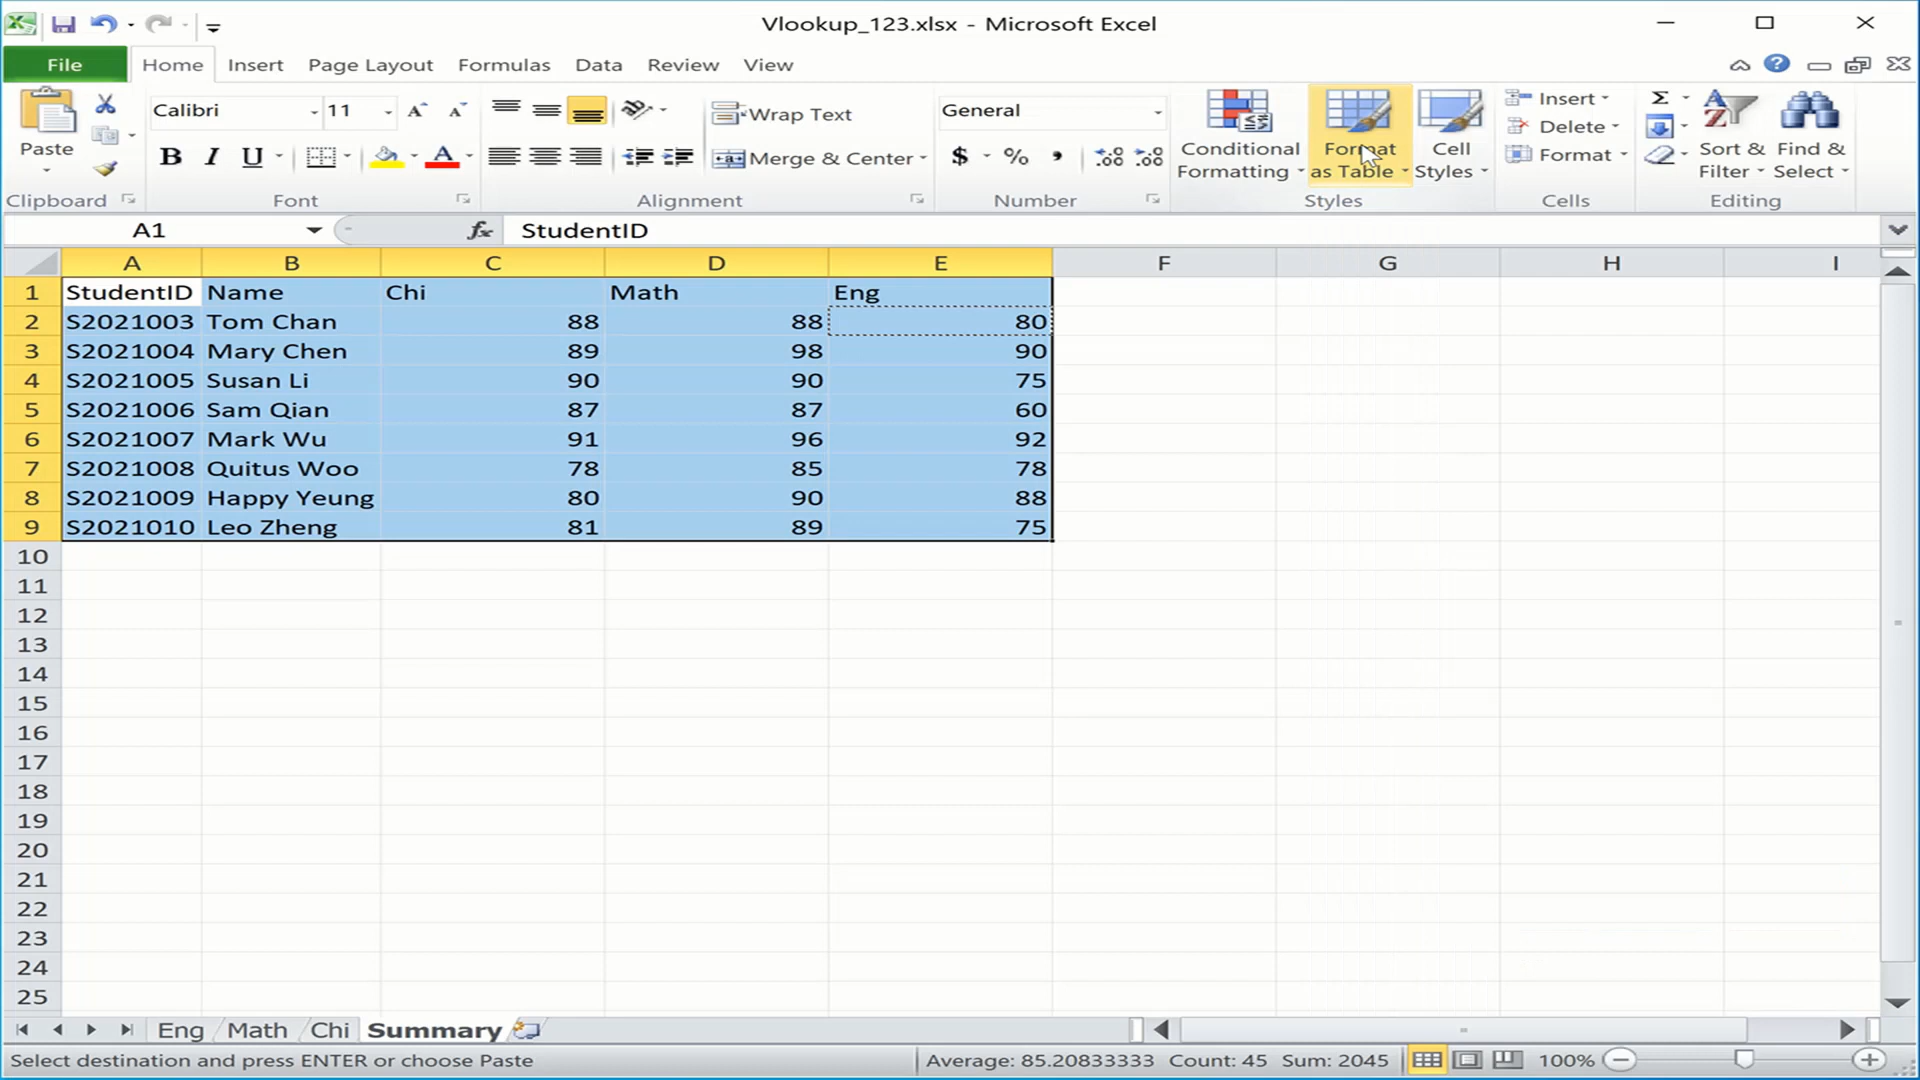 Vlookup_123.xlsx - Microsoft Excel
File Home Insert Page Layout Formulas Data Review View
Paste
Clipboard
Calibri 11
B I U A
Font
Wrap Text
Merge & Center
Alignment
General
$ % ,
Number
Conditional Formatting
Format as Table
Cell Styles
Styles
Insert
Delete
Format
Cells
Σ
Sort & Filter
Find & Select
Editing
A1 fx StudentID
A B C D E F G H I
1 StudentID Name Chi Math Eng
2 S2021003 Tom Chan 88 88 80
3 S2021004 Mary Chen 89 98 90
4 S2021005 Susan Li 90 90 75
5 S2021006 Sam Qian 87 87 60
6 S2021007 Mark Wu 91 96 92
7 S2021008 Quitus Woo 78 85 78
8 S2021009 Happy Yeung 80 90 88
9 S2021010 Leo Zheng 81 89 75
10
11
12
13
14
15
16
17
18
19
20
21
22
23
24
25
Eng Math Chi Summary
Select destination and press ENTER or choose Paste Average: 85.20833333 Count: 45 Sum: 2045 100%